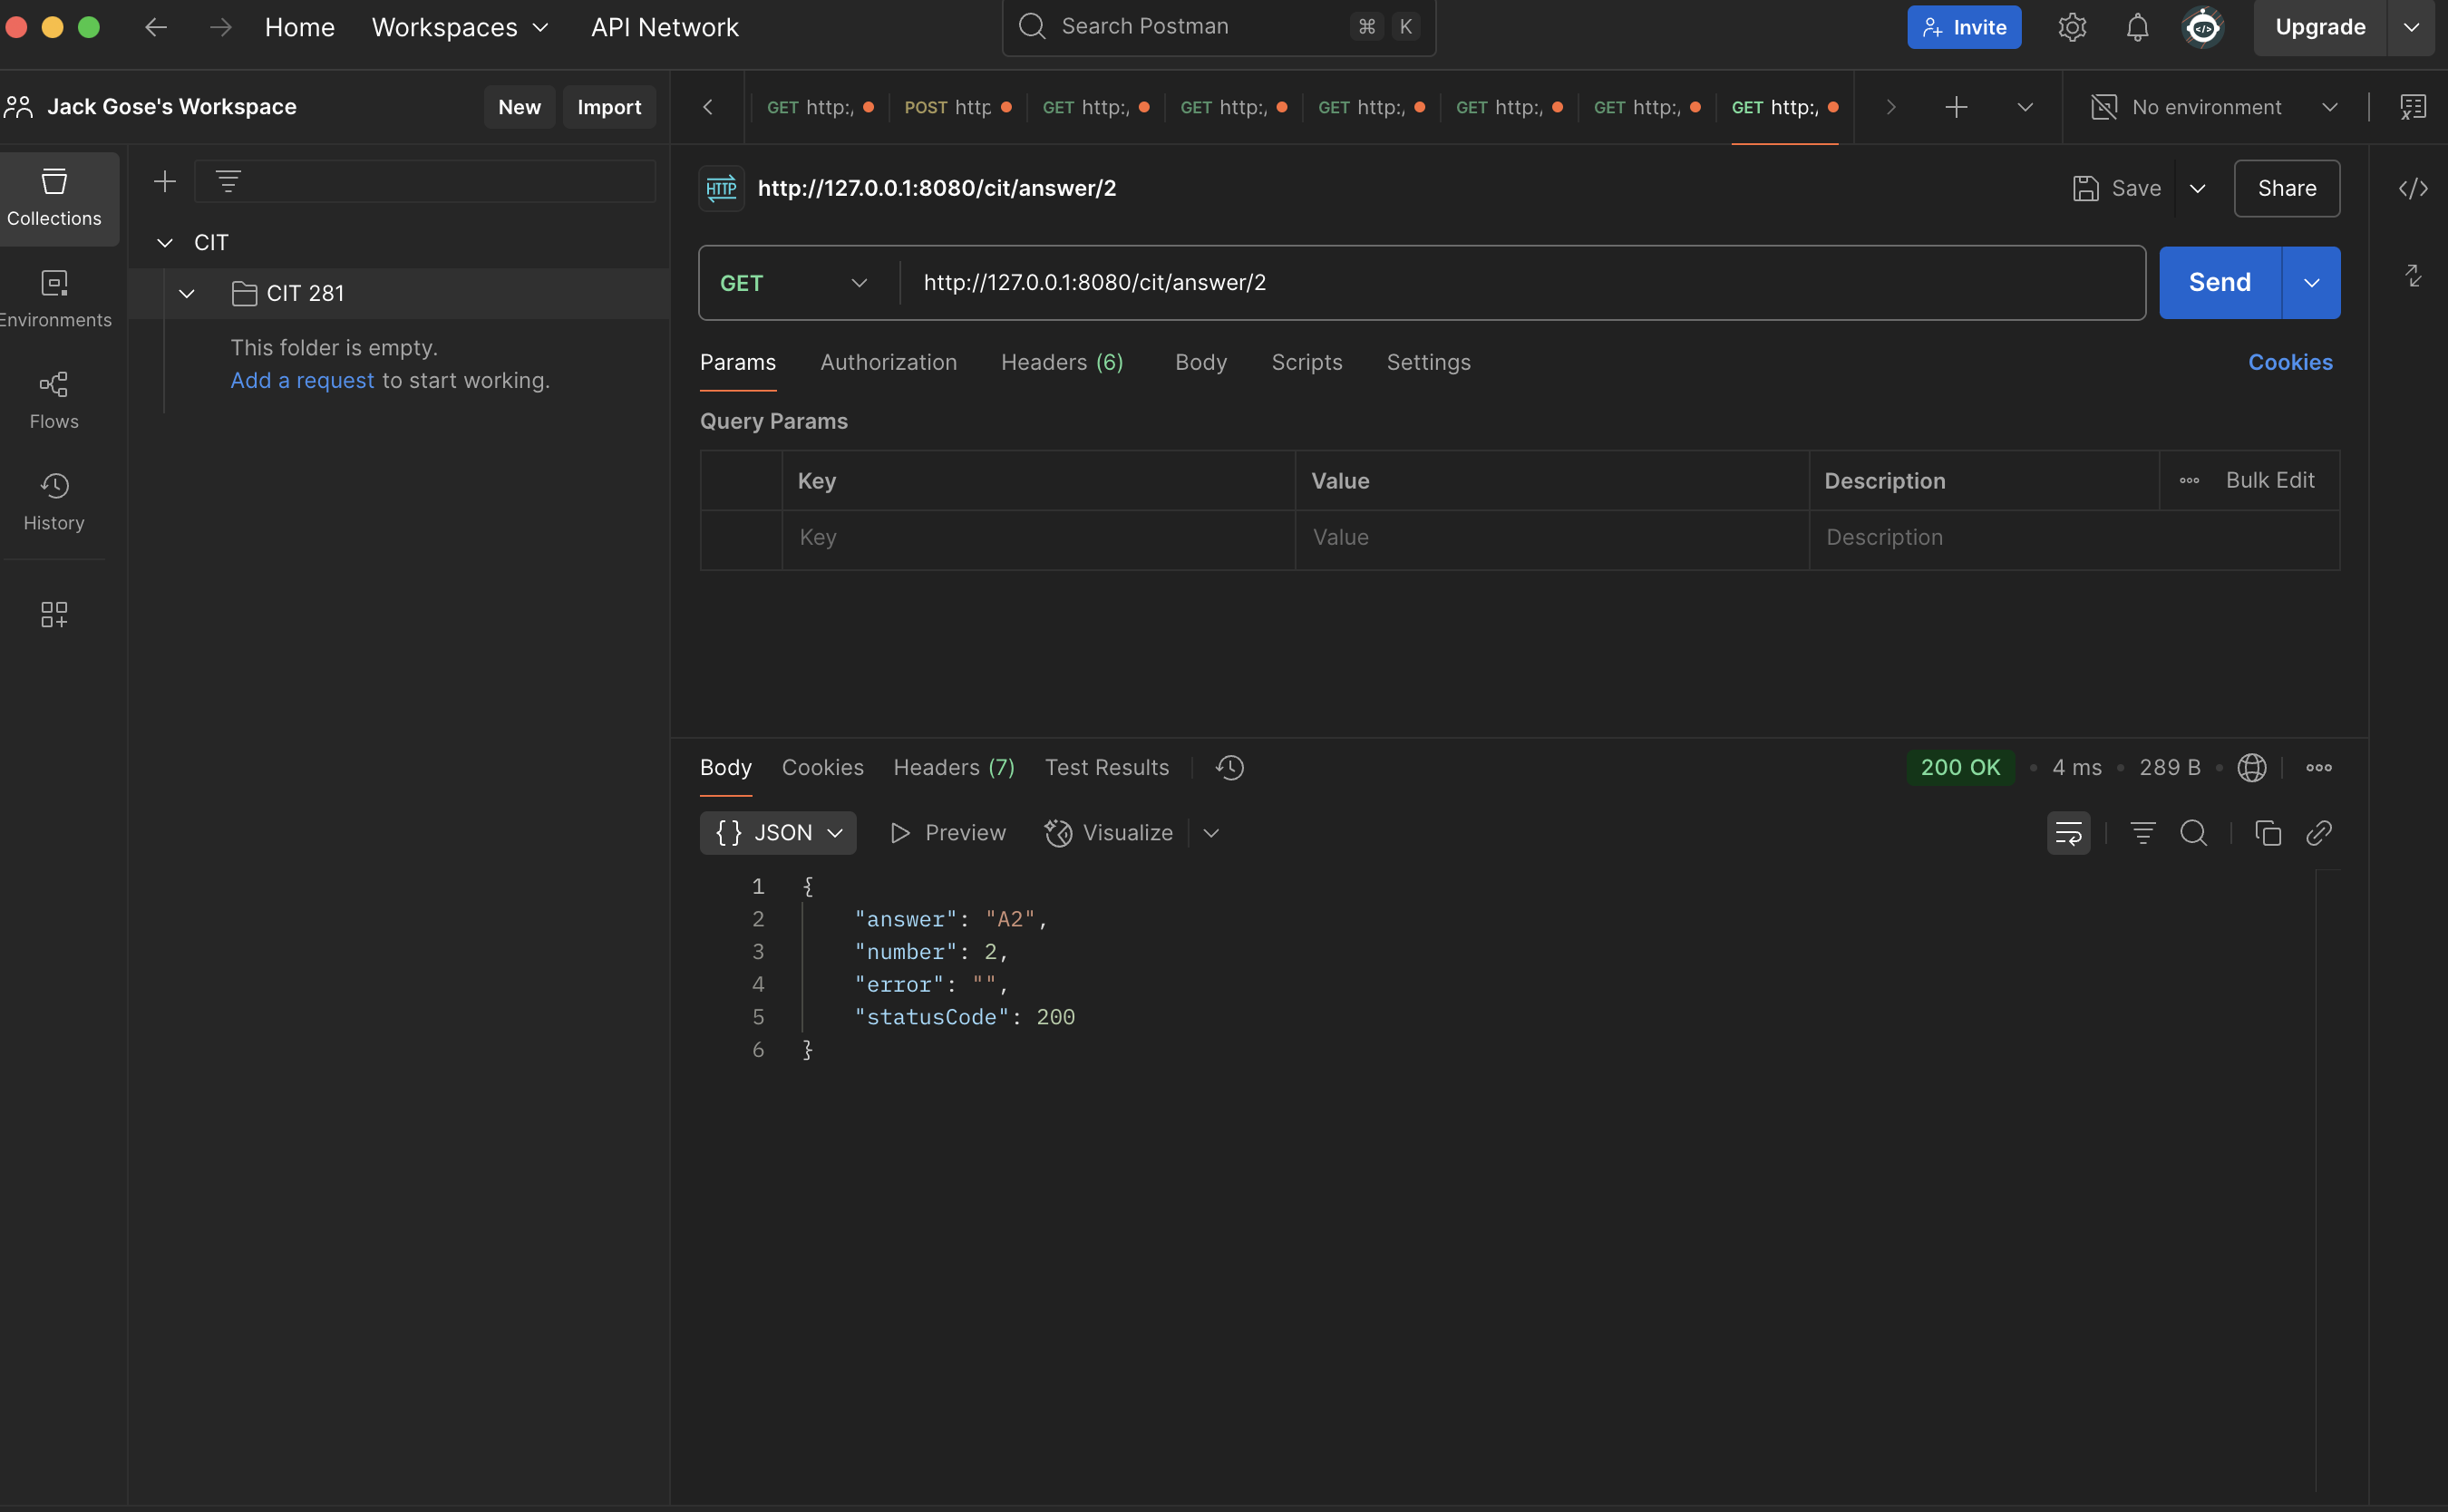 Home Workspaces API Network Search Postman ⌘ K Invite Upgrade
Jack Gose's Workspace New Import GET http:, POST http GET http:, GET http:, GET http:, GET http:, GET http:, GET http:, No environment
Collections
Environments
Flows
History
CIT
CIT 281
This folder is empty.
Add a request to start working.
HTTP http://127.0.0.1:8080/cit/answer/2 Save Share
GET http://127.0.0.1:8080/cit/answer/2 Send
Params Authorization Headers (6) Body Scripts Settings Cookies
Query Params
Key Value Description Bulk Edit
Key Value Description
Body Cookies Headers (7) Test Results 200 OK • 4 ms • 289 B
{} JSON Preview Visualize
1 {
2 "answer": "A2",
3 "number": 2,
4 "error": "",
5 "statusCode": 200
6 }